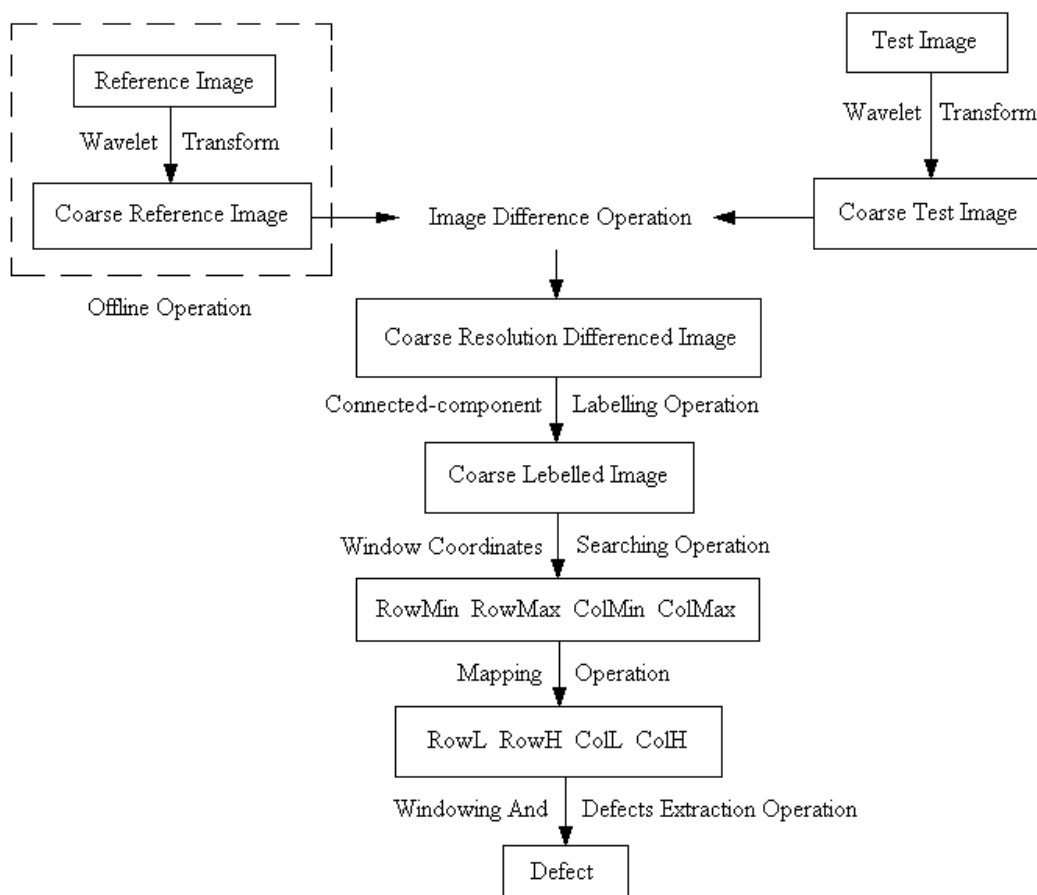 Test Image
Reference Image
Wavelet Transform
Wavelet Transform
Coarse Reference Image
Image Difference Operation
Coarse Test Image
Offline Operation
Coarse Resolution Differenced Image
Connected-component Labelling Operation
Coarse Lebelled Image
Window Coordinates Searching Operation
RowMin RowMax ColMin ColMax
Mapping Operation
RowL RowH ColL ColH
Windowing And Defects Extraction Operation
Defect